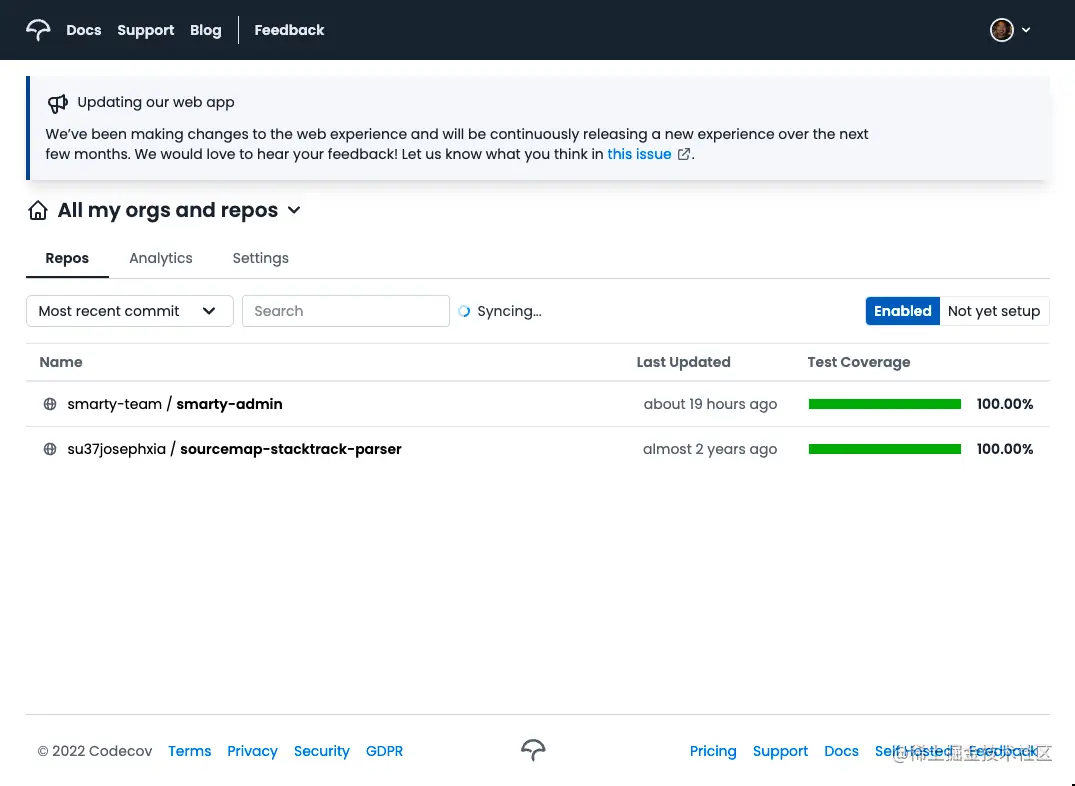 Docs Support Blog Feedback
Updating our web app
We’ve been making changes to the web experience and will be continuously releasing a new experience over the next
few months. We would love to hear your feedback! Let us know what you think in this issue.
All my orgs and repos
Repos Analytics Settings
Most recent commit Search Syncing... Enabled Not yet setup
Name Last Updated Test Coverage
smarty-team / smarty-admin about 19 hours ago 100.00%
su37josephxia / sourcemap-stacktrack-parser almost 2 years ago 100.00%
© 2022 Codecov Terms Privacy Security GDPR Pricing Support Docs Self Hosted Feedback
@稀土掘金技术社区